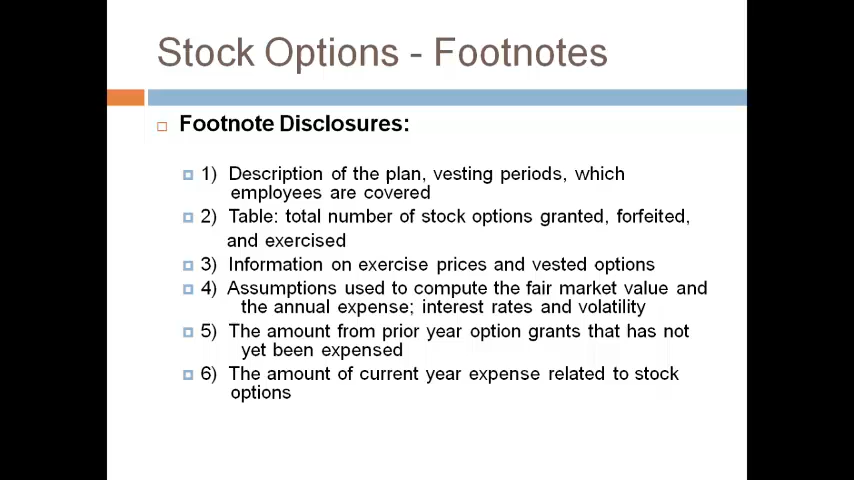 Stock Options - Footnotes
Footnote Disclosures:
1) Description of the plan, vesting periods, which
employees are covered
2) Table: total number of stock options granted, forfeited,
and exercised
3) Information on exercise prices and vested options
4) Assumptions used to compute the fair market value and
the annual expense; interest rates and volatility
5) The amount from prior year option grants that has not
yet been expensed
6) The amount of current year expense related to stock
options